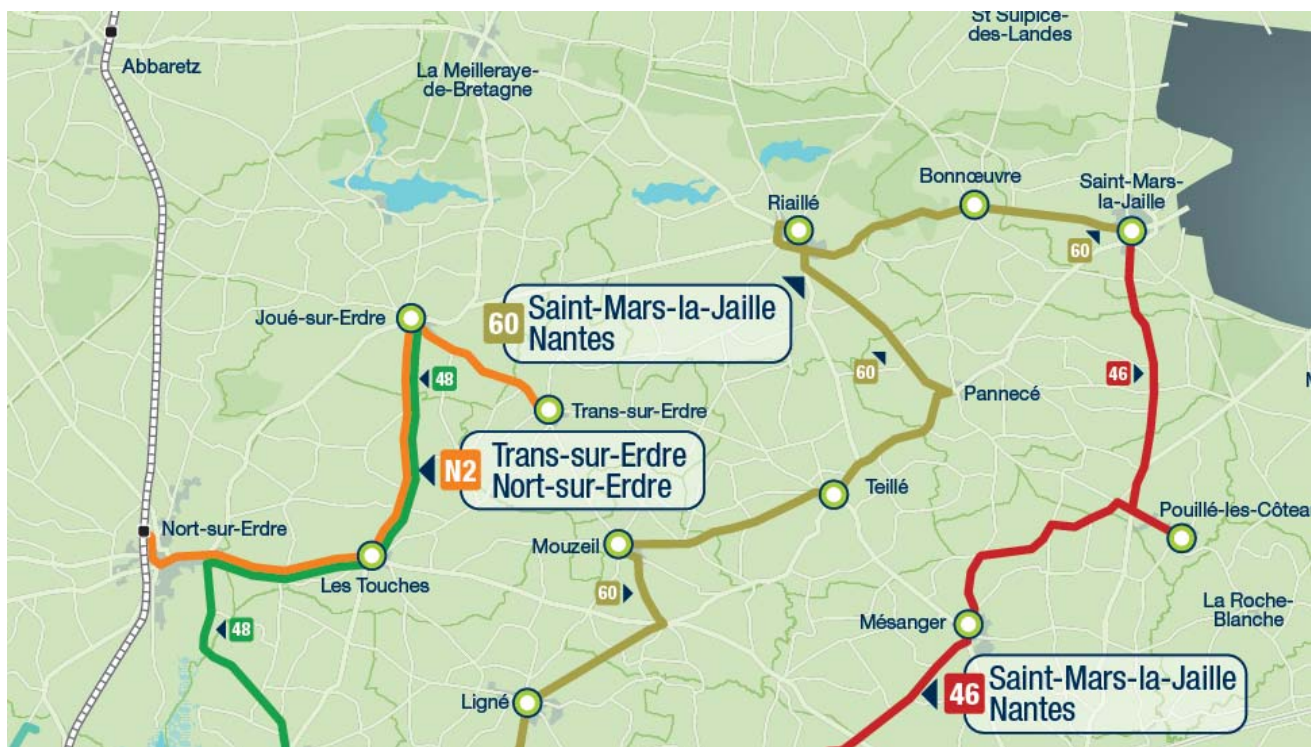 St Sulpice-
des-Landes
Abbaretz
La Meilleraye-
de-Bretagne
Bonnœuvre
Saint-Mars-
la-Jaille
Riaillé
60
Joué-sur-Erdre
60 Saint-Mars-la-Jaille
Nantes
48
60
46
Pannecé
Trans-sur-Erdre
N2 Trans-sur-Erdre
Nort-sur-Erdre
Teillé
Pouillé-les-Côteau
Nort-sur-Erdre
Mouzeil
Les Touches
60
La Roche-
Blanche
Mésanger
48
46 Saint-Mars-la-Jaille
Nantes
Ligné